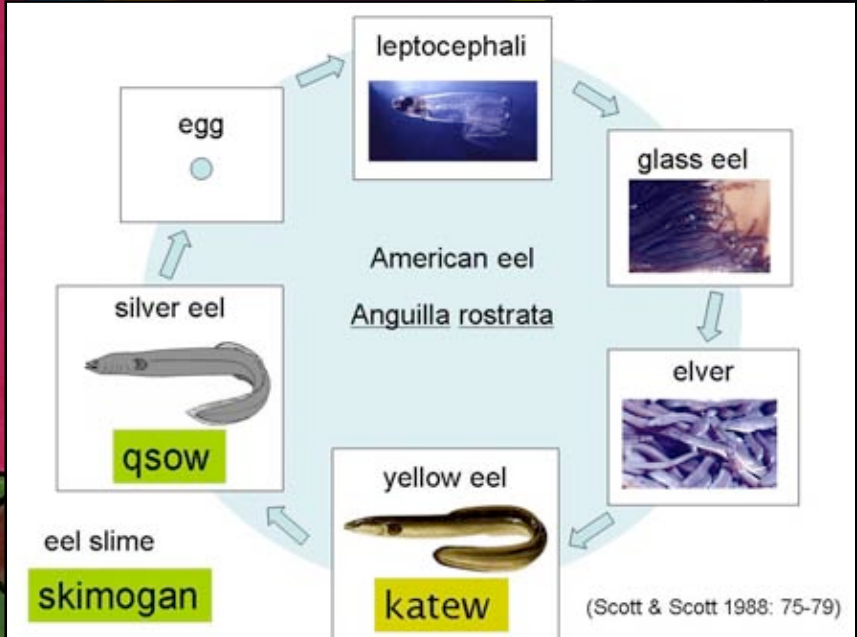 leptocephali
egg
glass eel
American eel
Anguilla rostrata
silver eel
qsow
elver
yellow eel
katew
eel slime
skimogan
(Scott & Scott 1988: 75-79)